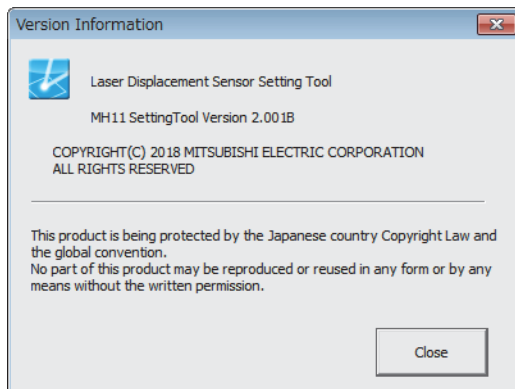 Version Information
Laser Displacement Sensor Setting Tool
MH11 SettingTool Version 2.001B
COPYRIGHT(C) 2018 MITSUBISHI ELECTRIC CORPORATION
ALL RIGHTS RESERVED
This product is being protected by the Japanese country Copyright Law and
the global convention.
No part of this product may be reproduced or reused in any form or by any
means without the written permission.
Close